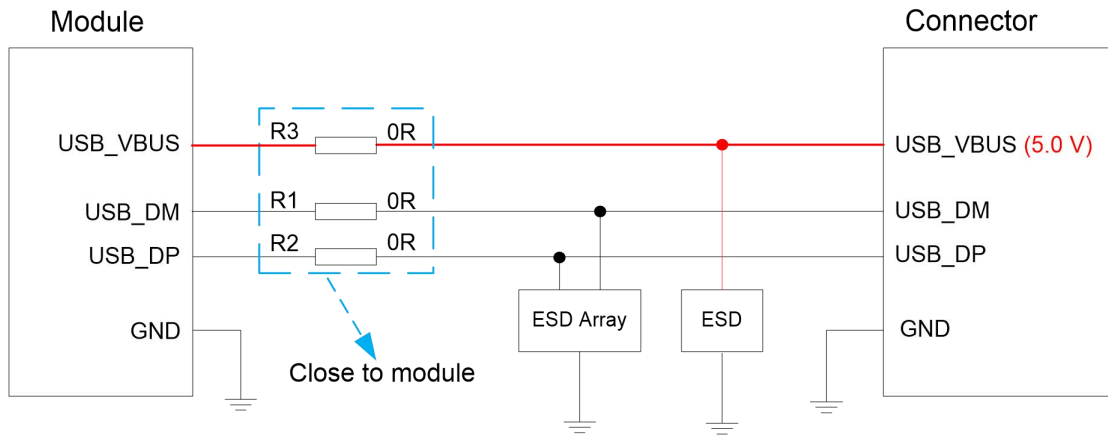 Module
Connector
R3
0R
USB_VBUS
USB_VBUS (5.0 V)
R1
0R
USB_DM
USB_DM
R2
0R
USB_DP
USB_DP
ESD Array
ESD
GND
GND
Close to module